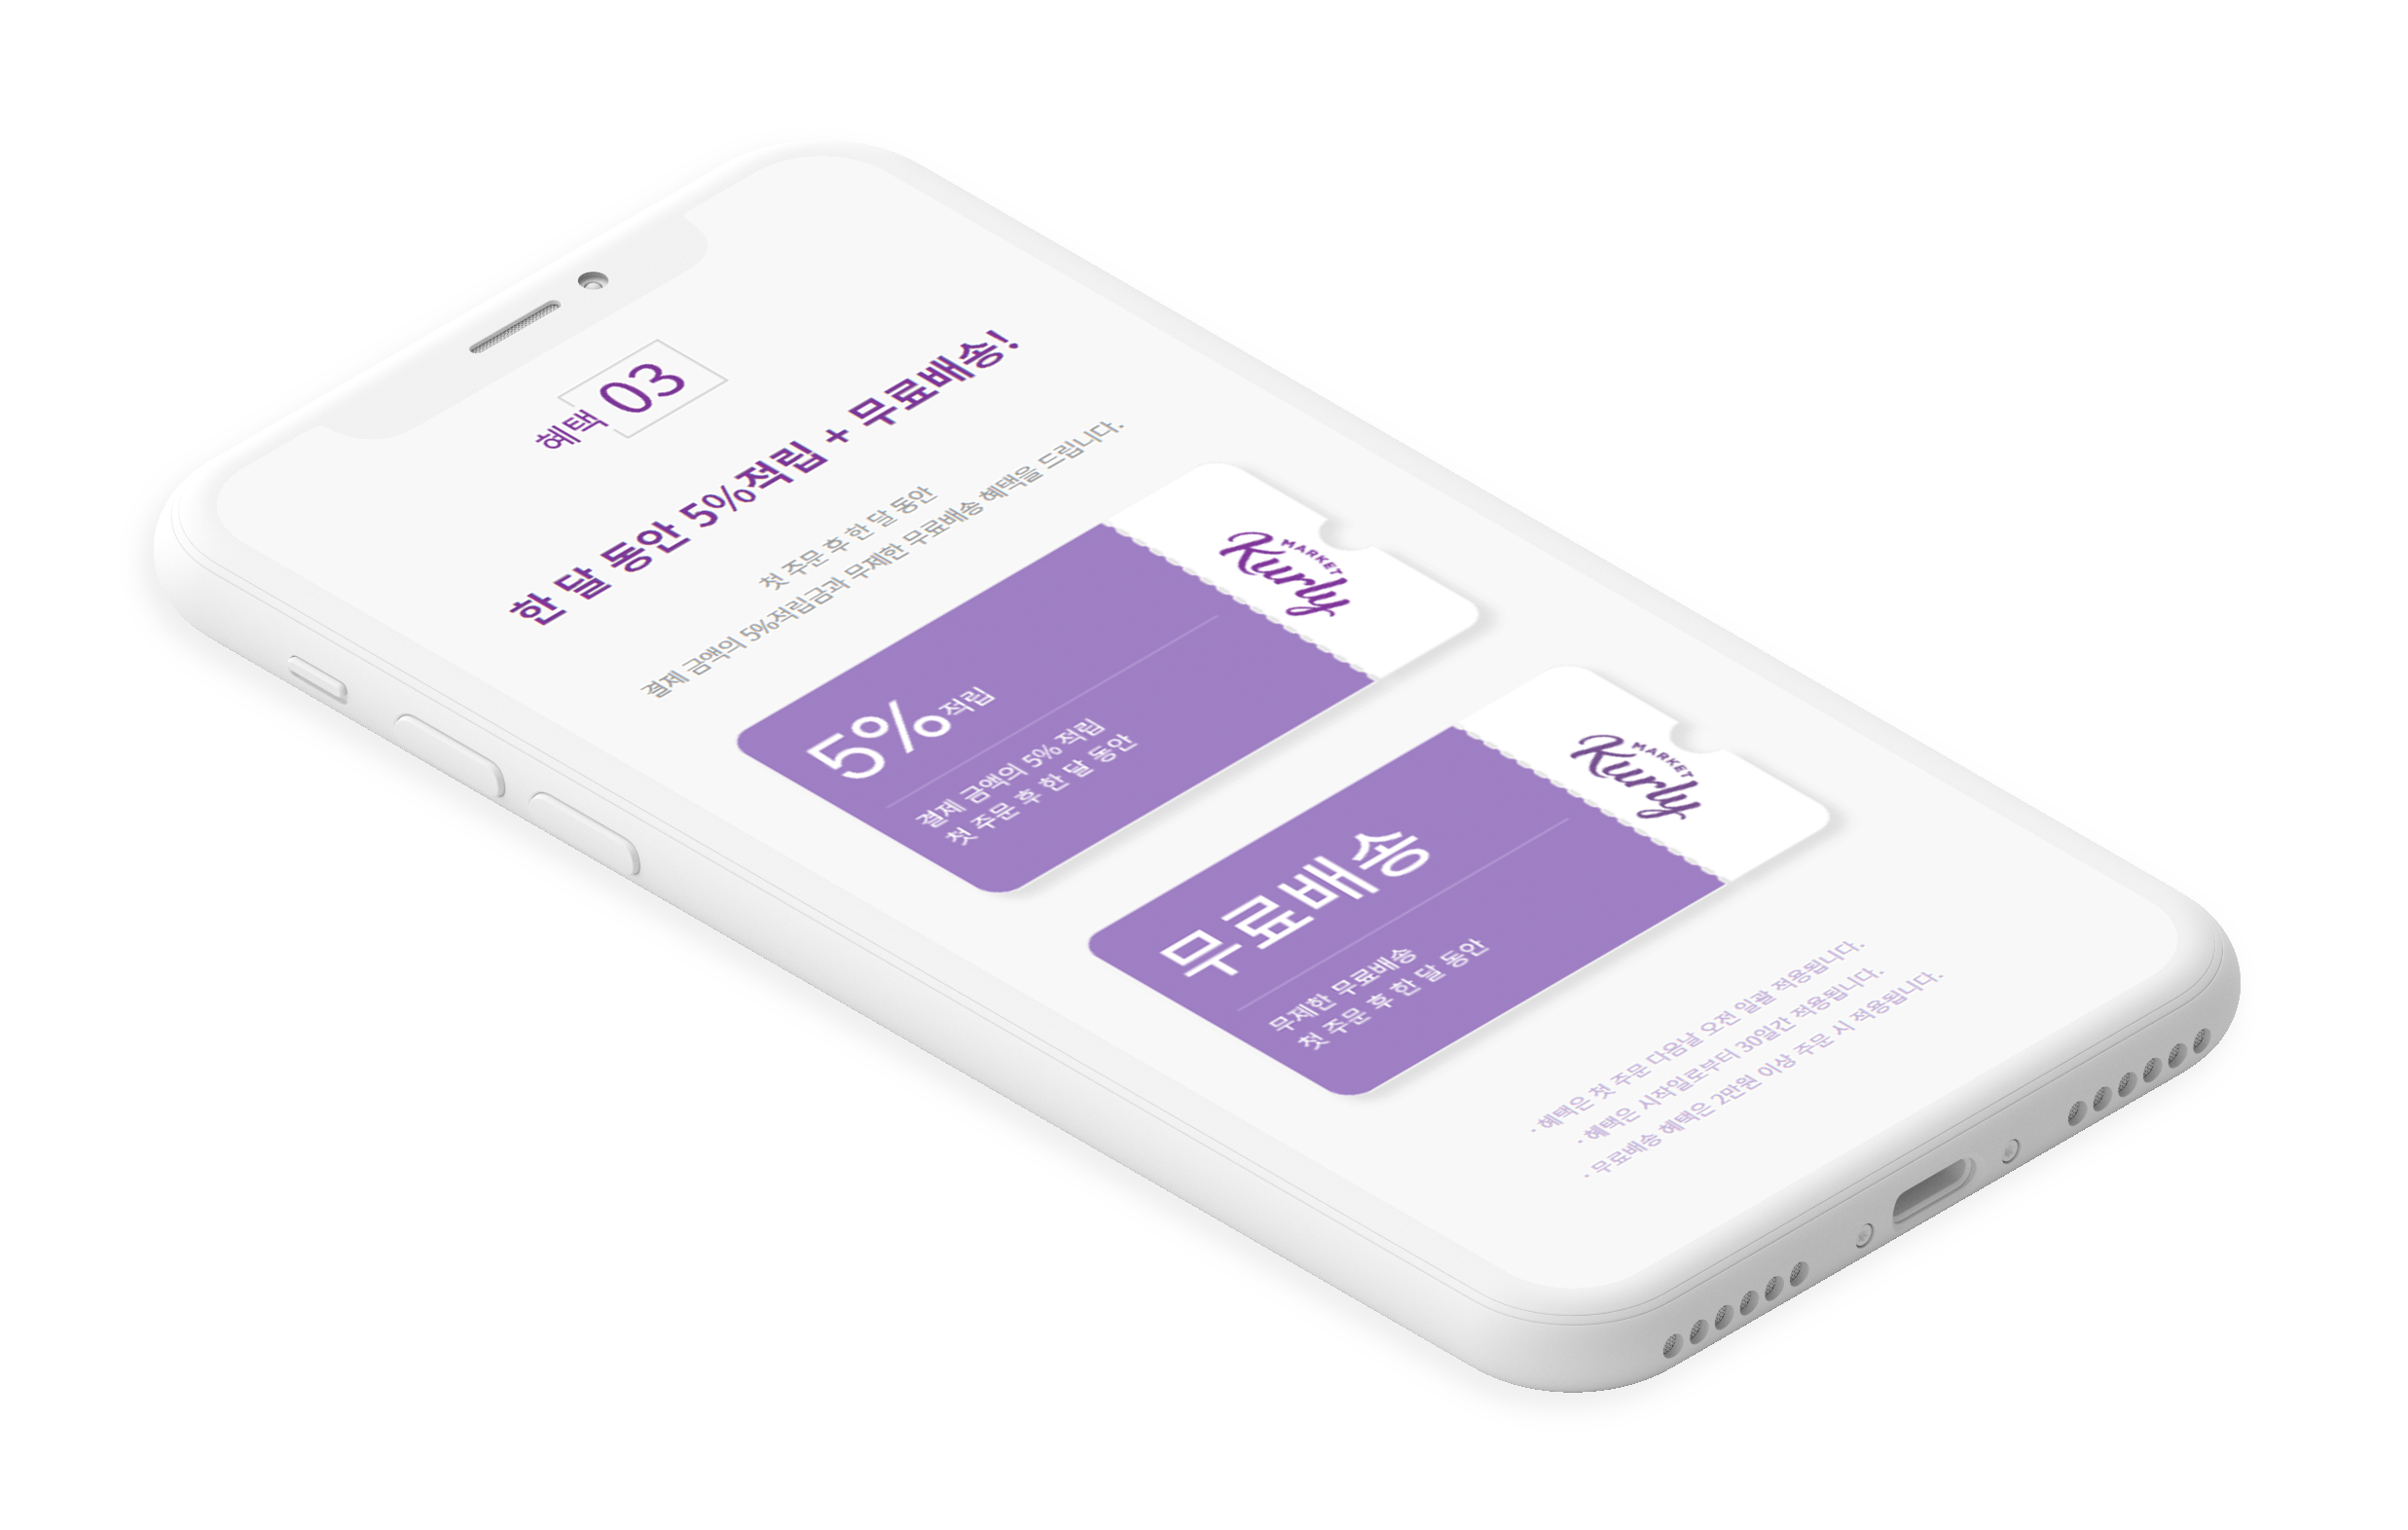 혜택 03
한 달 동안 5%적립 + 무료배송!
첫 주문 후 한 달 동안
결제 금액의 5%적립금과 무제한 무료배송 혜택을 드립니다.
5% 적립
결제 금액의 5% 적립
첫 주문 후 한 달 동안
MARKET
Kurly
무료배송
무제한 무료배송
첫 주문 후 한 달 동안
MARKET
Kurly
· 혜택은 첫 주문 다음날 오전 일괄 적용됩니다.
· 혜택은 시작일로부터 30일간 적용됩니다.
· 무료배송 혜택은 2만원 이상 주문 시 적용됩니다.